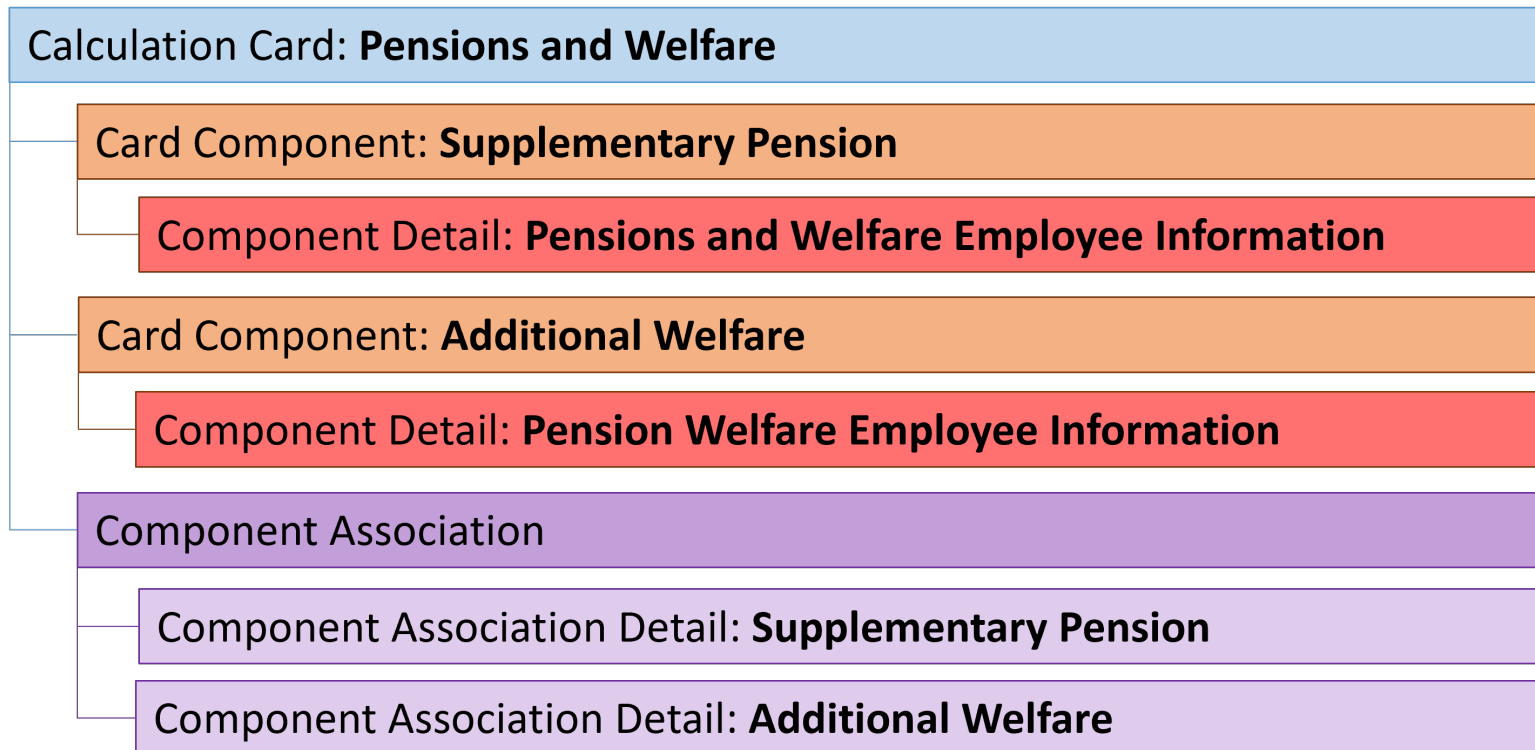 Calculation Card: Pensions and Welfare
Card Component: Supplementary Pension
Component Detail: Pensions and Welfare Employee Information
Card Component: Additional Welfare
Component Detail: Pension Welfare Employee Information
Component Association
Component Association Detail: Supplementary Pension
Component Association Detail: Additional Welfare